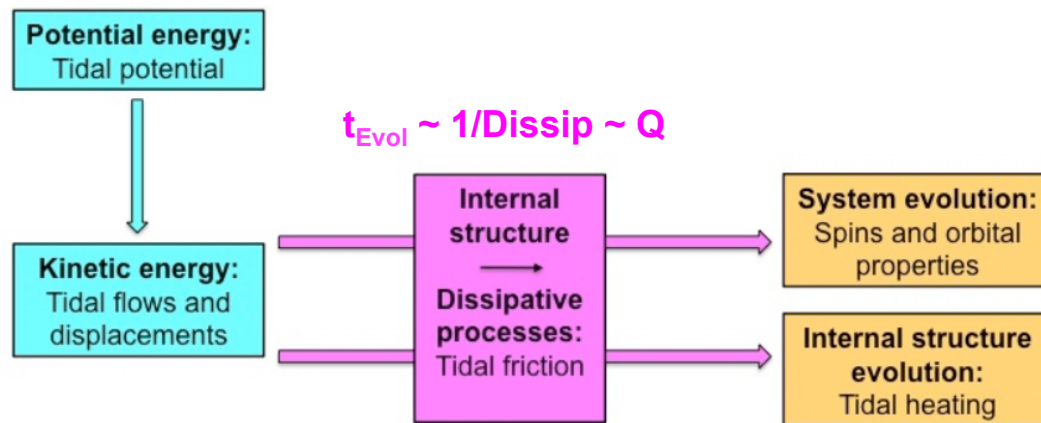 Potential energy:
Tidal potential
t_Evol ~ 1/Dissip ~ Q
Kinetic energy:
Tidal flows and
displacements
Internal
structure
Dissipative
processes:
Tidal friction
System evolution:
Spins and orbital
properties
Internal structure
evolution:
Tidal heating